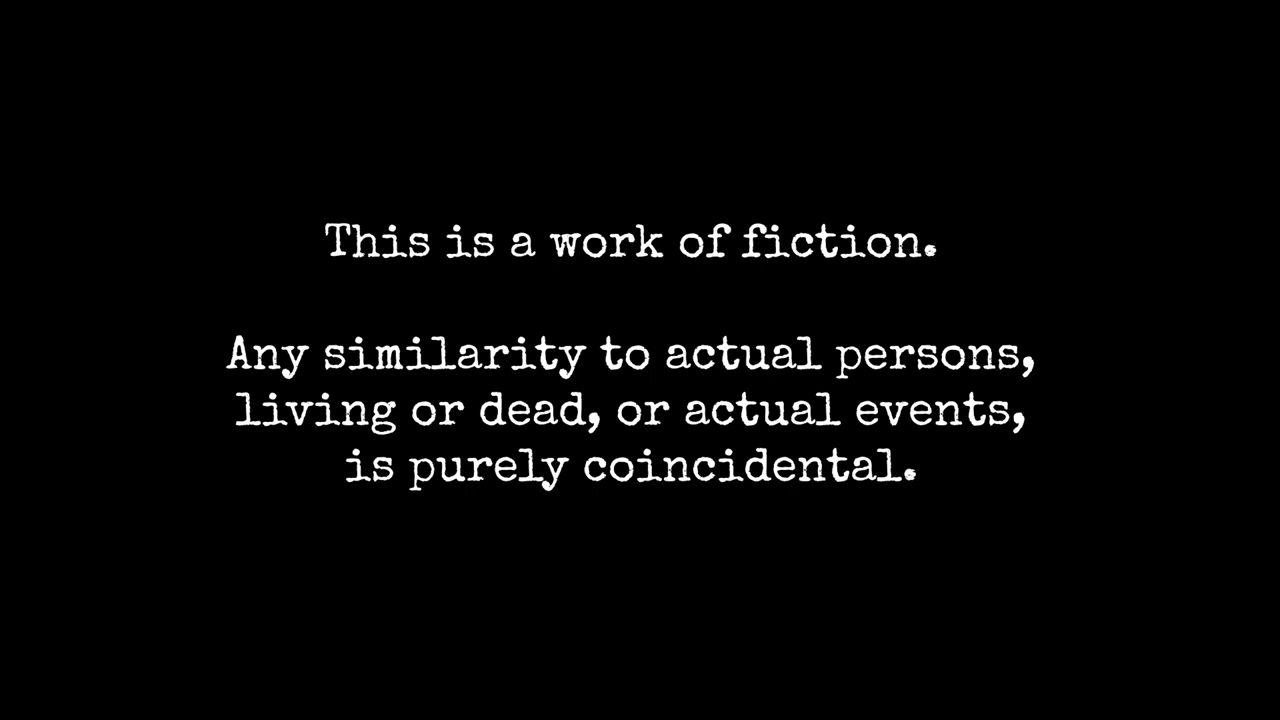 This is a work of fiction.
Any similarity to actual persons,
living or dead, or actual events,
is purely coincidental.